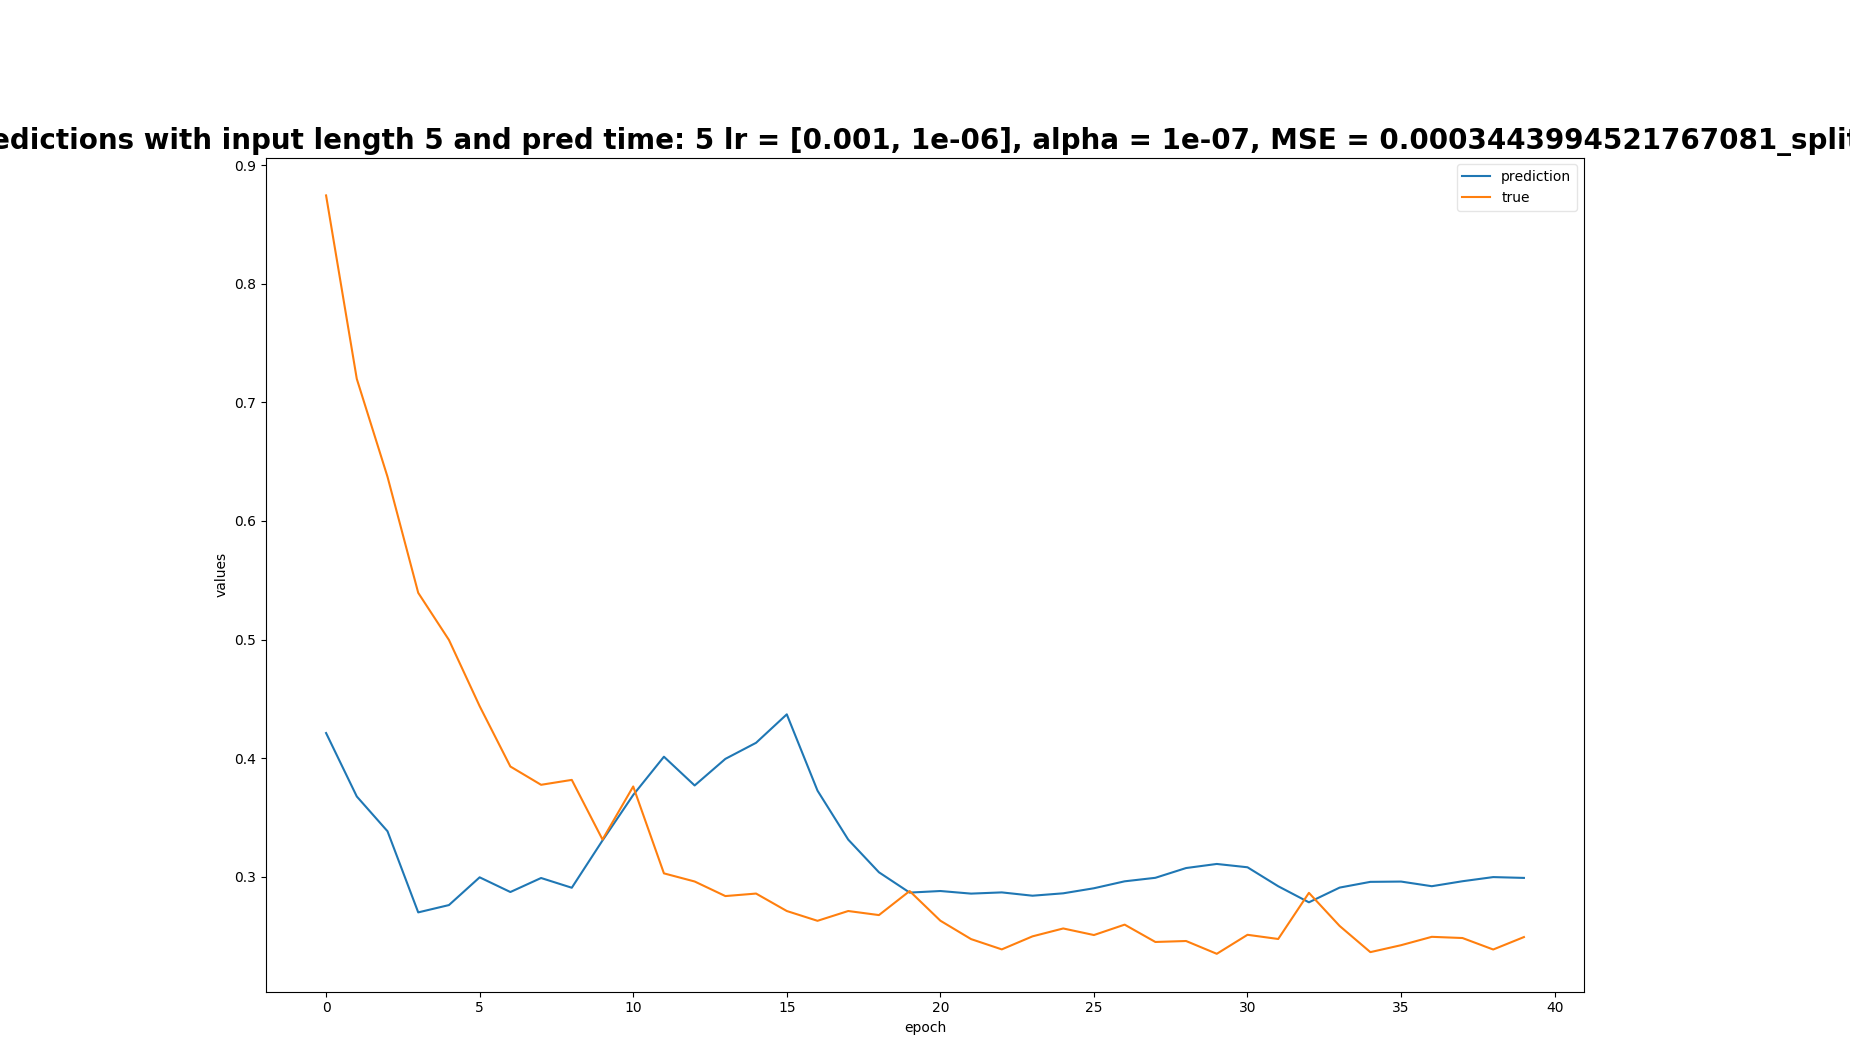 edictions with input length 5 and pred time: 5 lr = [0.001, 1e-06], alpha = 1e-07, MSE = 0.0003443994521767081_split
prediction
true
0.9
0.8
0.7
0.6
0.5
0.4
0.3
values
0 5 10 15 20 25 30 35 40
epoch